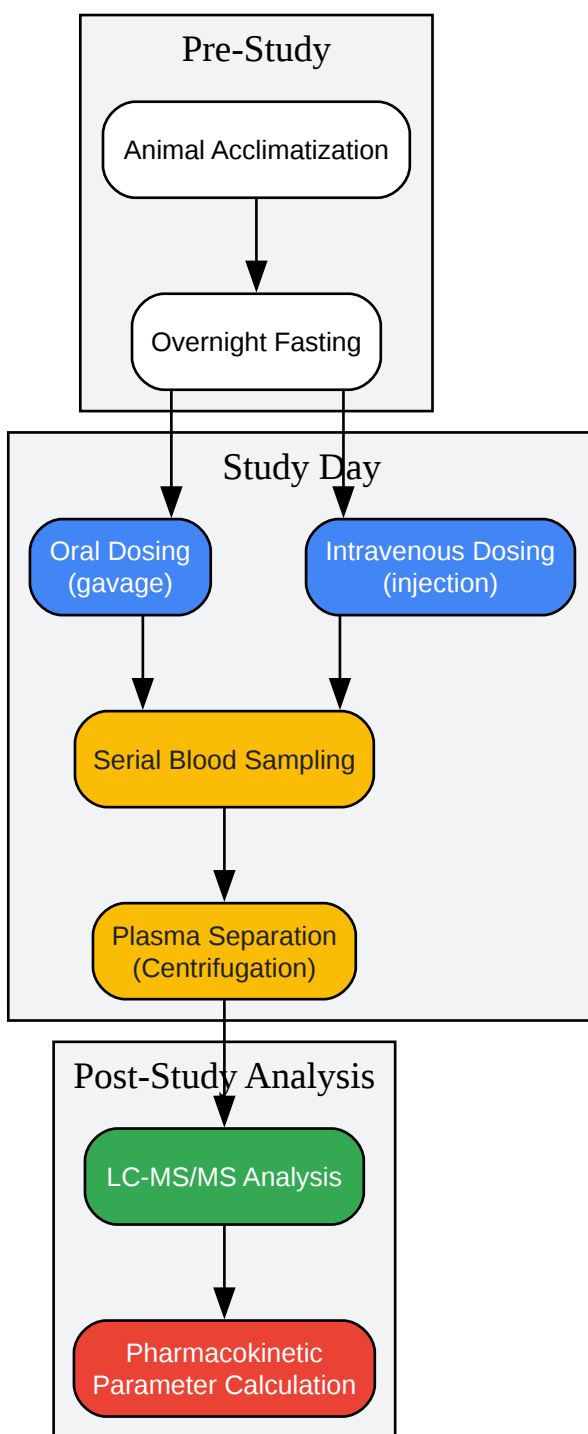 Pre-Study
Animal Acclimatization
Overnight Fasting
Study Day
Oral Dosing
(gavage)
Intravenous Dosing
(injection)
Serial Blood Sampling
Plasma Separation
(Centrifugation)
Post-Study Analysis
LC-MS/MS Analysis
Pharmacokinetic
Parameter Calculation